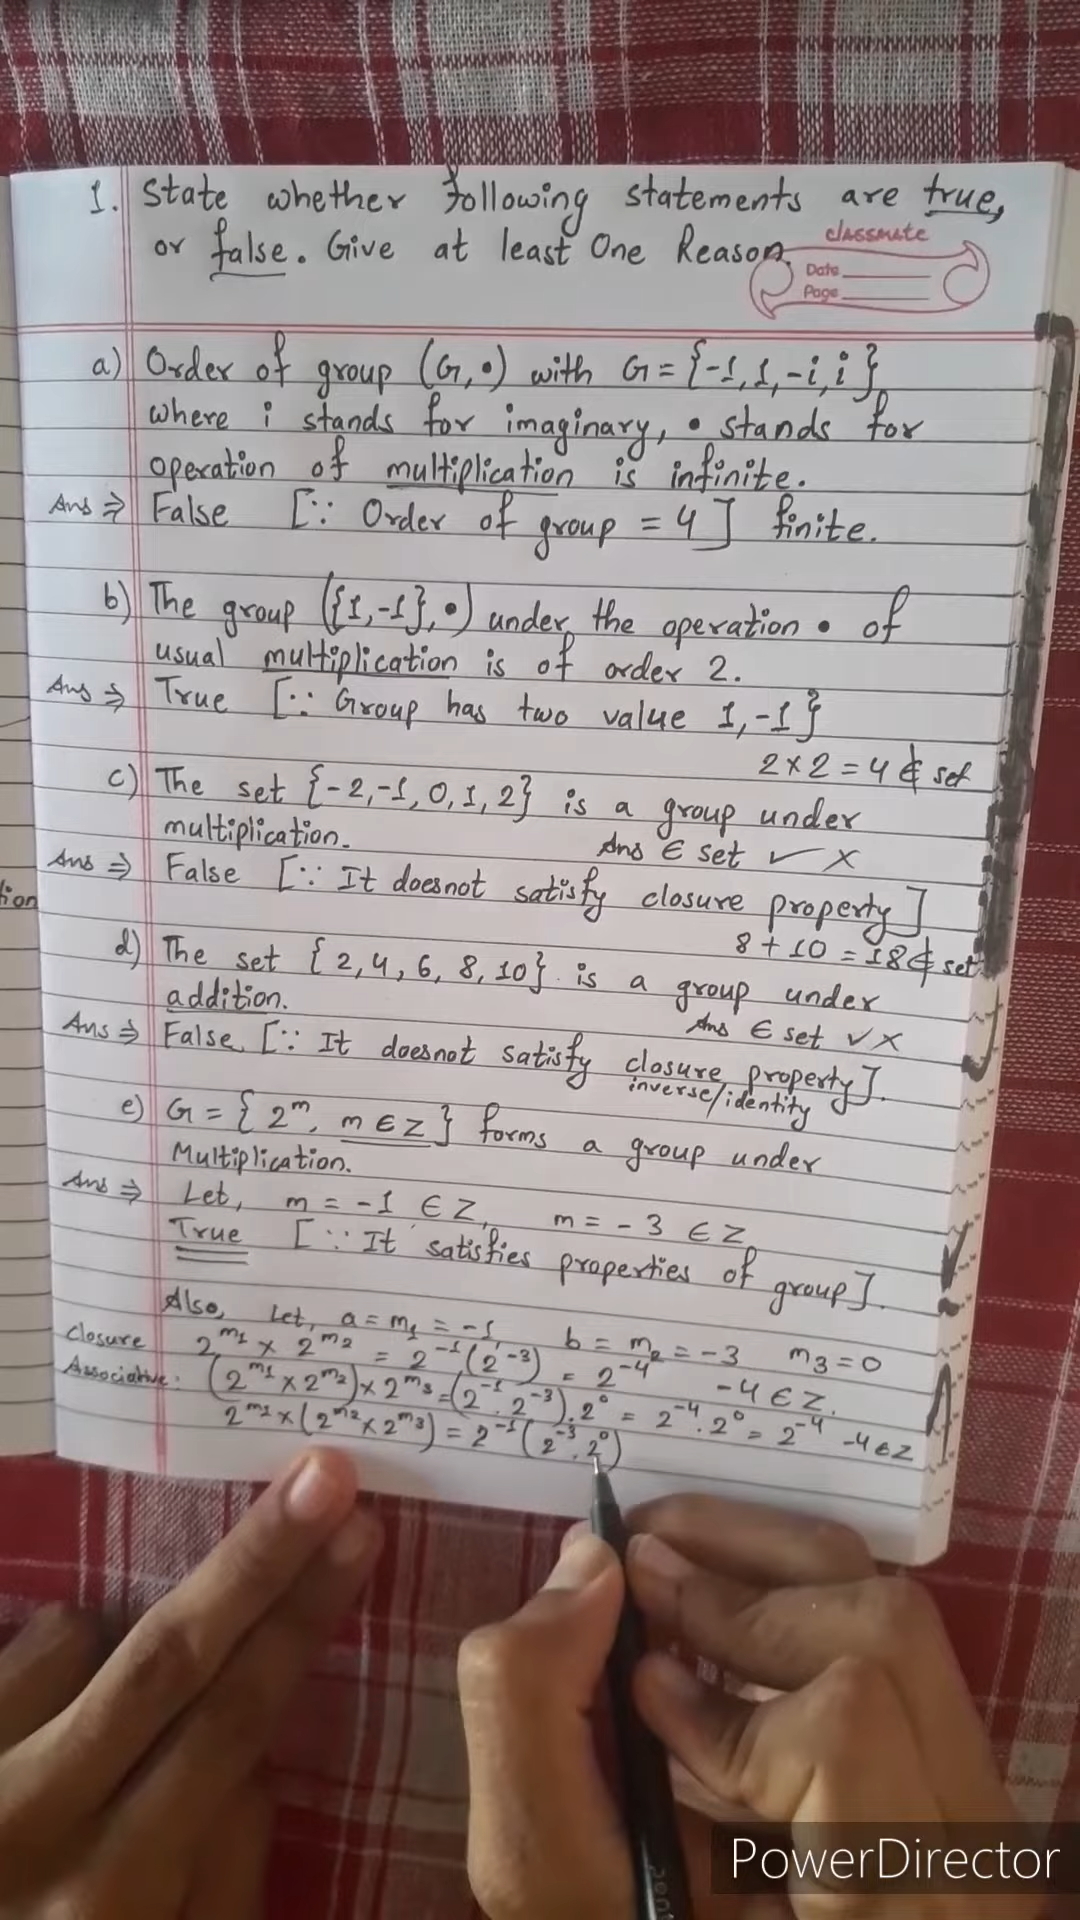 1. State whether following statements are true,
or false. Give at least One Reason.
classmate
Date
Page
a) Order of group (G, •) with G = {-1, 1, -i, i}
where i stands for imaginary, • stands for
operation of multiplication is infinite.
Ans ⇒ False [∵ Order of group = 4] finite.
b) The group ({1, -1}, •) under the operation • of
usual multiplication is of order 2.
Ans ⇒ True [∵ Group has two value 1, -1}
2 × 2 = 4 ∉ set
c) The set {-2, -1, 0, 1, 2} is a group under
multiplication.
Ans ∈ set ✓ X
Ans ⇒ False [∵ It doesnot satisfy closure property]
8 + 10 = 18 ∉ set
d) The set {2, 4, 6, 8, 10} is a group under
addition.
Ans ∈ set ✓ X
Ans ⇒ False [∵ It doesnot satisfy closure property].
inverse/identity
e) G = {2^m, m ∈ Z} forms a group under
Multiplication.
Ans ⇒ Let, m = -1 ∈ Z, m = -3 ∈ Z
True [∵ It satisfies properties of group].
Also, Let, a = m₁ = -1, b = m₂ = -3 m₃ = 0
Closure 2^m₁ × 2^m₂ = 2^-1 (2^-3) = 2^-4 -4 ∈ Z.
Associative: (2^m₁ × 2^m₂) × 2^m₃ = (2^-1 . 2^-3) . 2^0 = 2^-4 . 2^0 = 2^-4 -4 ∈ Z
2^m₁ × (2^m₂ × 2^m₃) = 2^-1 (2^-3 . 2^0)
tion
PowerDirector